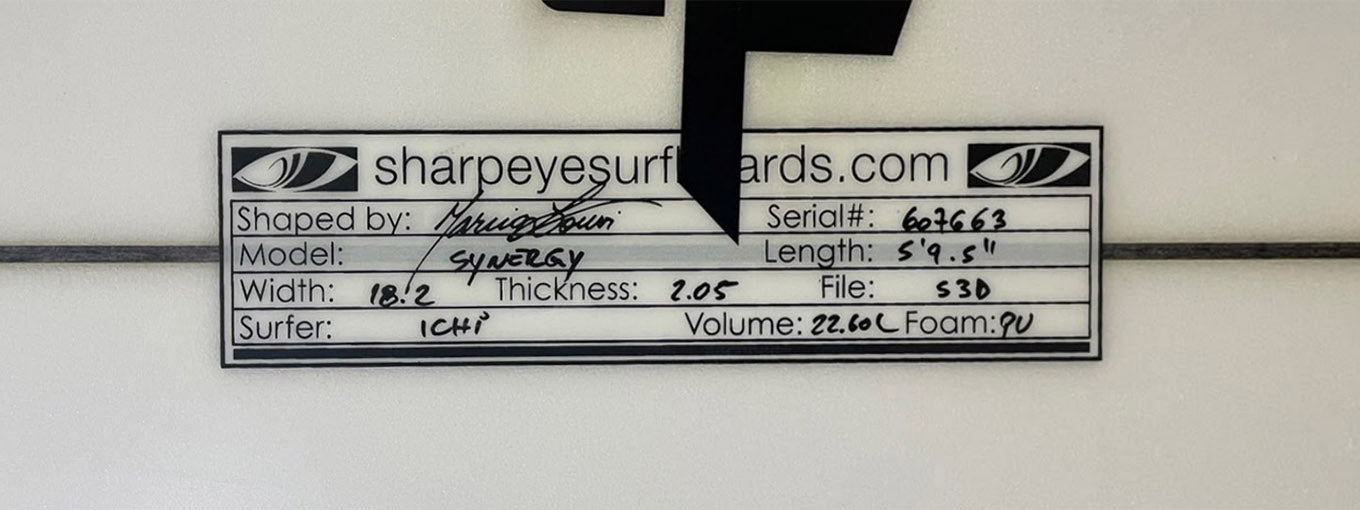 sharpeyesurf ards.com
Shaped by: Serial#: 607663
Model: SYNERGY Length: 5'9.5"
Width: 18.2 Thickness: 2.05 File: S3D
Surfer: ICHi Volume: 22.60L Foam: PU